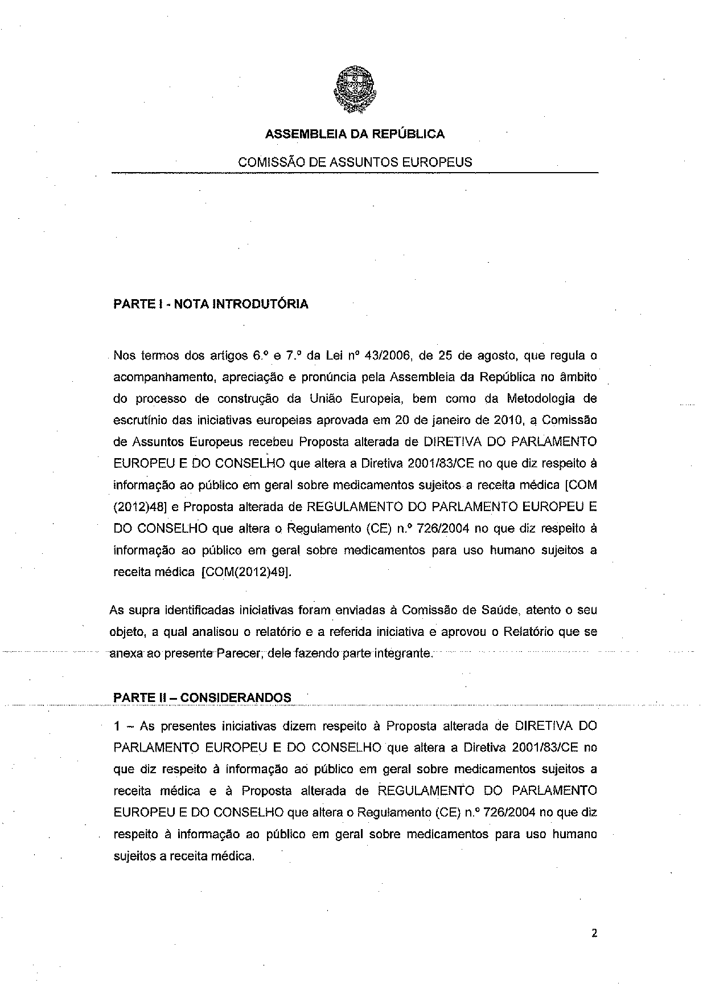 ASSEMBLEIA DA REPÚBLICA
COMISSÃO DE ASSUNTOS EUROPEUS
PARTE I - NOTA INTRODUTÓRIA
Nos termos dos artigos 6.º e 7.º da Lei nº 43/2006, de 25 de agosto, que regula o
acompanhamento, apreciação e pronúncia pela Assembleia da República no âmbito
do processo de construção da União Europeia, bem como da Metodologia de
escrutínio das iniciativas europeias aprovada em 20 de janeiro de 2010, a Comissão
de Assuntos Europeus recebeu Proposta alterada de DIRETIVA DO PARLAMENTO
EUROPEU E DO CONSELHO que altera a Diretiva 2001/83/CE no que diz respeito à
informação ao público em geral sobre medicamentos sujeitos a receita médica [COM
(2012)48] e Proposta alterada de REGULAMENTO DO PARLAMENTO EUROPEU E
DO CONSELHO que altera o Regulamento (CE) n.º 726/2004 no que diz respeito à
informação ao público em geral sobre medicamentos para uso humano sujeitos a
receita médica [COM(2012)49].
As supra identificadas iniciativas foram enviadas à Comissão de Saúde, atento o seu
objeto, a qual analisou o relatório e a referida iniciativa e aprovou o Relatório que se
anexa ao presente Parecer, dele fazendo parte integrante.
PARTE II – CONSIDERANDOS
1 – As presentes iniciativas dizem respeito à Proposta alterada de DIRETIVA DO
PARLAMENTO EUROPEU E DO CONSELHO que altera a Diretiva 2001/83/CE no
que diz respeito à informação ao público em geral sobre medicamentos sujeitos a
receita médica e à Proposta alterada de REGULAMENTO DO PARLAMENTO
EUROPEU E DO CONSELHO que altera o Regulamento (CE) n.º 726/2004 no que diz
respeito à informação ao público em geral sobre medicamentos para uso humano
sujeitos a receita médica.
2